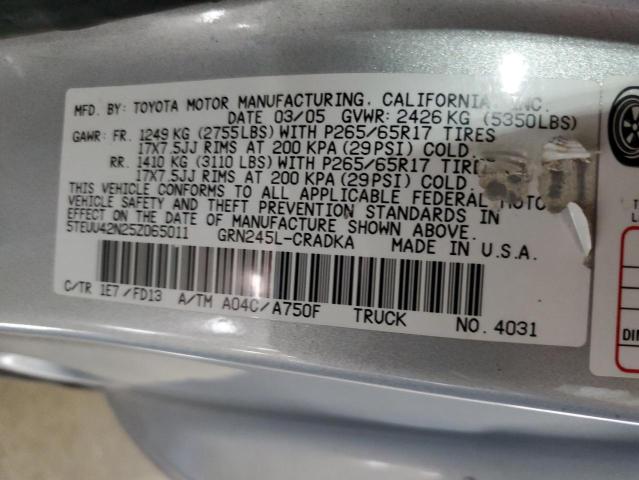 MFD. BY: TOYOTA MOTOR MANUFACTURING, CALIFORNIA, INC.
DATE 03/05 GVWR: 2426 KG (5350LBS)
GAWR: FR. 1249 KG (2755LBS) WITH P265/65R17 TIRES
17X7.5JJ RIMS AT 200 KPA (29PSI) COLD.
RR. 1410 KG (3110 LBS) WITH P265/65R17 TIRES
17X7.5JJ RIMS AT 200 KPA (29PSI) COLD.
THIS VEHICLE CONFORMS TO ALL APPLICABLE FEDERAL MOTOR
VEHICLE SAFETY AND THEFT PREVENTION STANDARDS IN
EFFECT ON THE DATE OF MANUFACTURE SHOWN ABOVE.
5TEUU42N25Z065011 GRN245L-CRADKA MADE IN U.S.A.
C/TR 1E7/FD13 A/TM A04C/A750F TRUCK NO. 4031